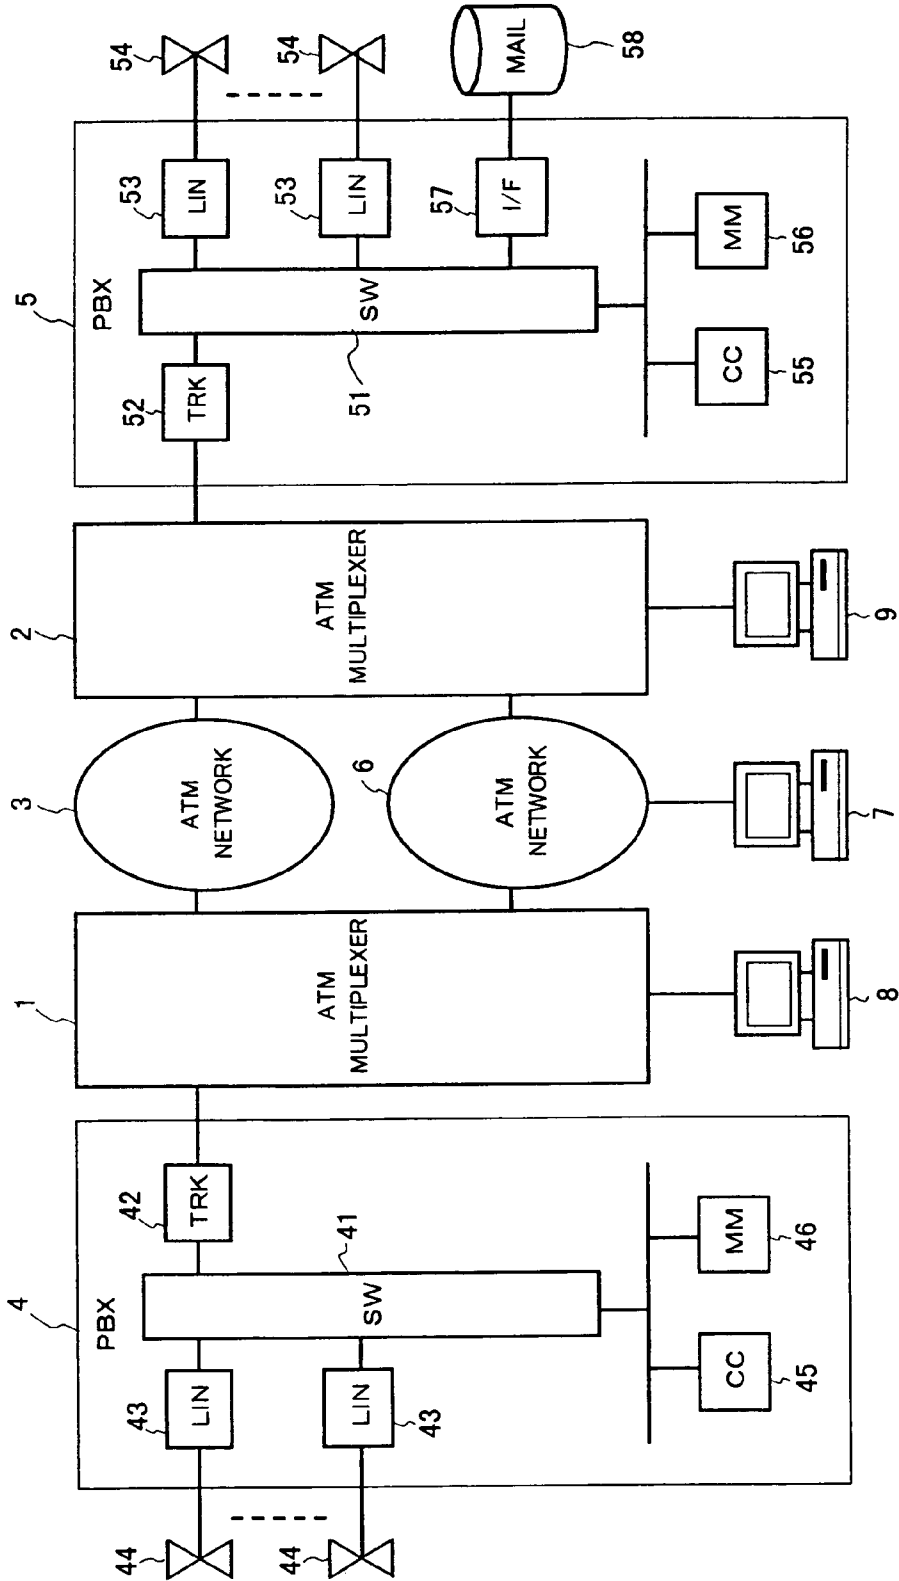 4
PBX
44
44
43
LIN
LIN
43
41
SW
42
TRK
CC
45
MM
46
1
ATM
MULTIPLEXER
8
3
ATM
NETWORK
6
ATM
NETWORK
7
2
ATM
MULTIPLEXER
9
5
PBX
52
TRK
51
SW
53
LIN
53
LIN
57
I/F
CC
55
MM
56
54
54
MAIL
58